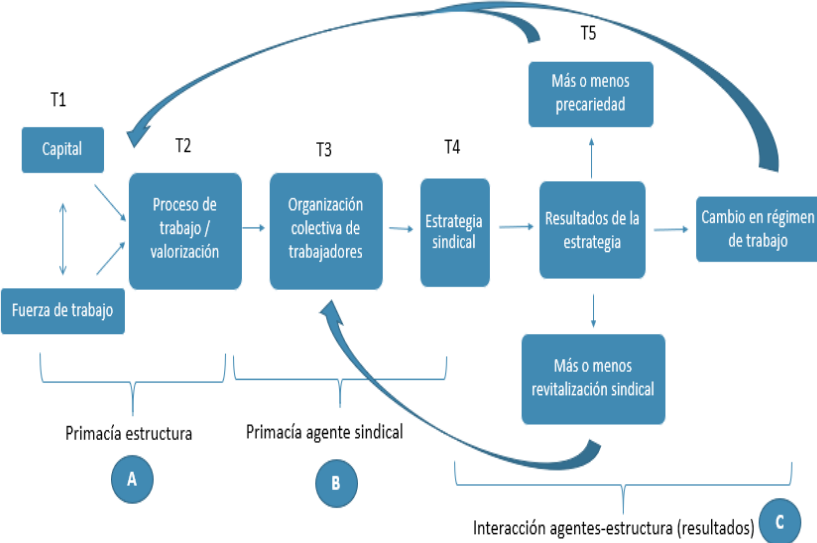 T5
Más o menos
precariedad
T1
Capital
T2
T3
T4
Proceso de
trabajo /
valorización
Organización
colectiva de
trabajadores
Estrategia
sindical
Resultados de la
estrategia
Cambio en régimen
de trabajo
Fuerza de trabajo
Más o menos
revitalización sindical
Primacía estructura
Primacía agente sindical
A
B
Interacción agentes-estructura (resultados)
C